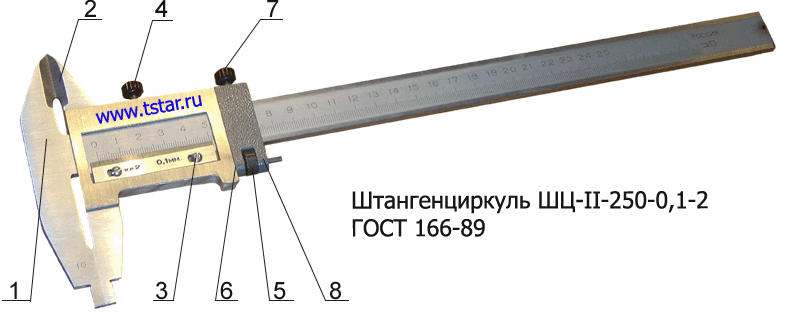 2 4 7
www.tstar.ru
0 1 2 3 4 5
8 9 10 11 12 13 14 15 16 17 18 19 20 21 22 23 24 25
РОССИЯ
0,1мм
10
Штангенциркуль ШЦ-II-250-0,1-2
ГОСТ 166-89
1 3 6 5 8